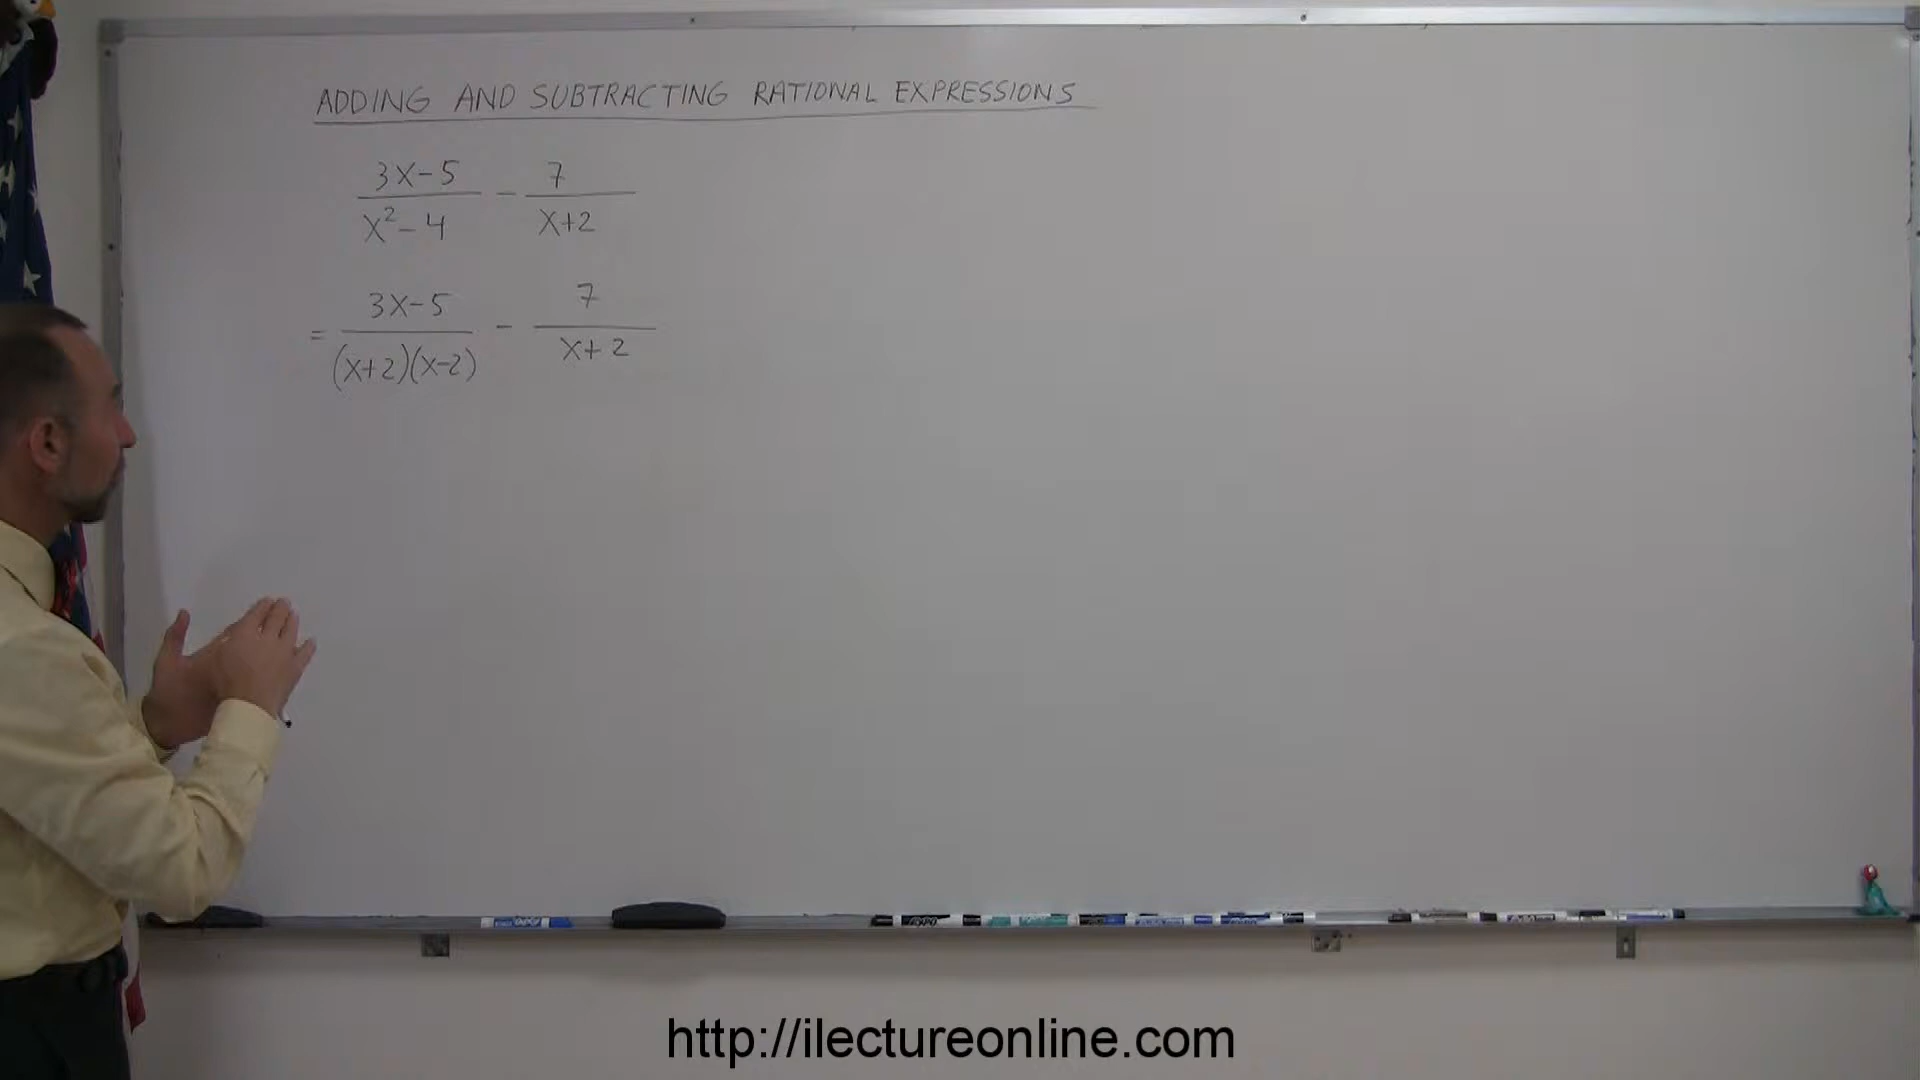 ADDING AND SUBTRACTING RATIONAL EXPRESSIONS
3x-5 / x²-4 - 7 / x+2
= 3x-5 / (x+2)(x-2) - 7 / x+2
EXPO
http://ilectureonline.com